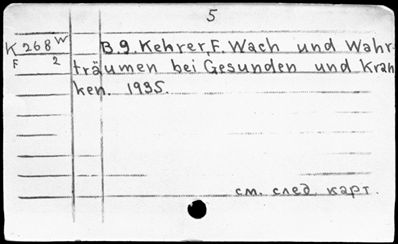 5
K 268 W B.9. Kehrer, F. Wach und Wahr-
F 2 träumen bei Gesunden und Kran-
ken. 1935.
см. след. карт.